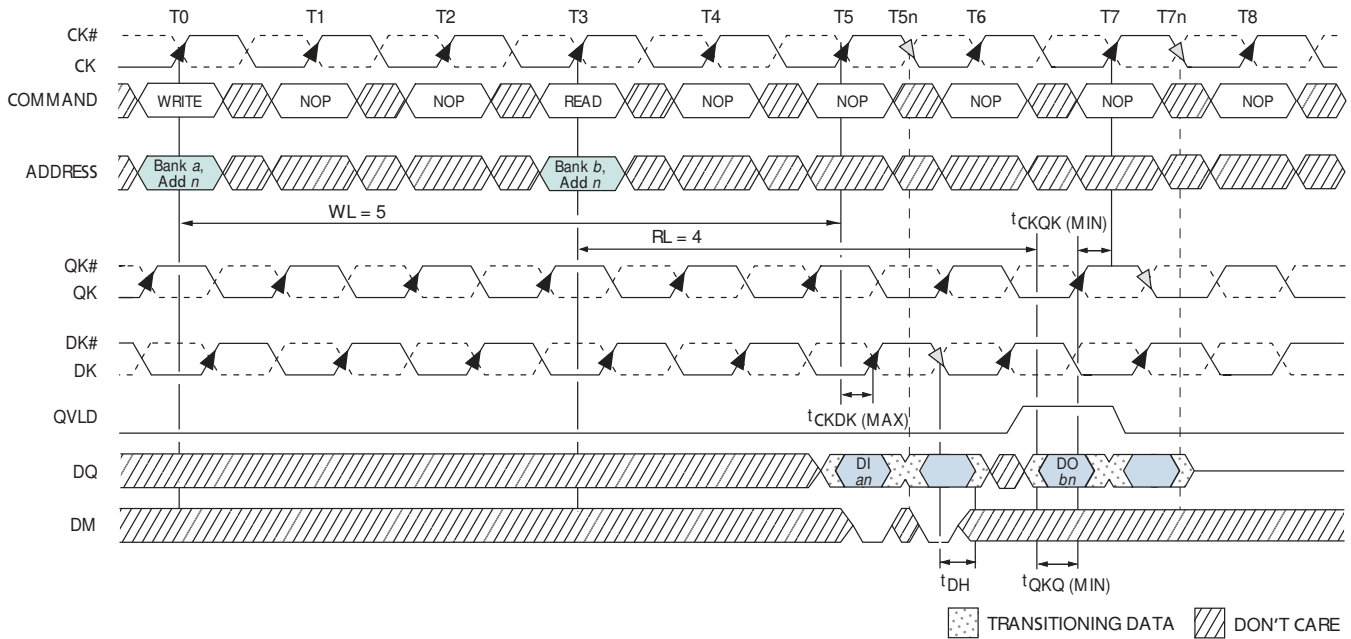 T0 T1 T2 T3 T4 T5 T5n T6 T7 T7n T8
CK#
CK
COMMAND WRITE NOP NOP READ NOP NOP NOP NOP NOP
ADDRESS Bank a, Add n Bank b, Add n
WL = 5
tCKQK (MIN)
RL = 4
QK#
QK
DK#
DK
tCKDK (MAX)
QVLD
DQ DI an DO bn
DM
tDH tQKQ (MIN)
TRANSITIONING DATA DON'T CARE